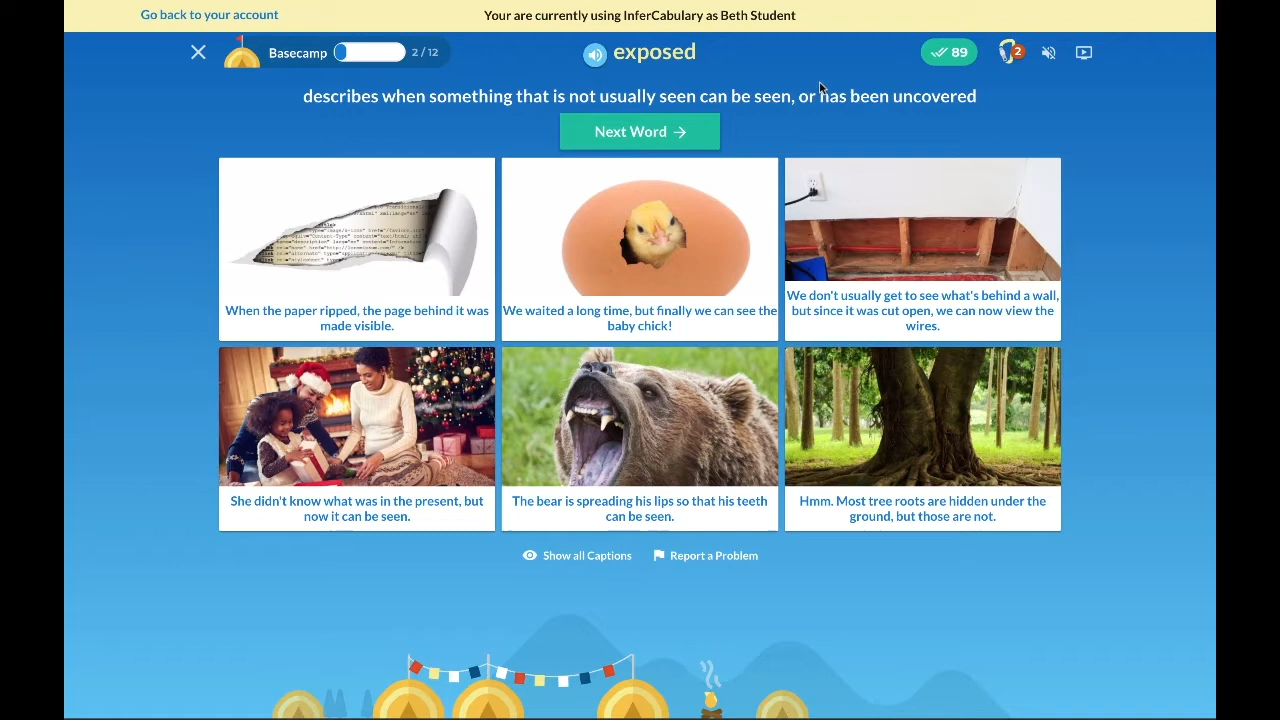 Go back to your account
Your are currently using InferCabulary as Beth Student
Basecamp
2 / 12
exposed
89
2
describes when something that is not usually seen can be seen, or has been uncovered
Next Word →
When the paper ripped, the page behind it was
made visible.
We waited a long time, but finally we can see the
baby chick!
We don't usually get to see what's behind a wall,
but since it was cut open, we can now view the
wires.
She didn't know what was in the present, but
now it can be seen.
The bear is spreading his lips so that his teeth
can be seen.
Hmm. Most tree roots are hidden under the
ground, but those are not.
Show all Captions
Report a Problem